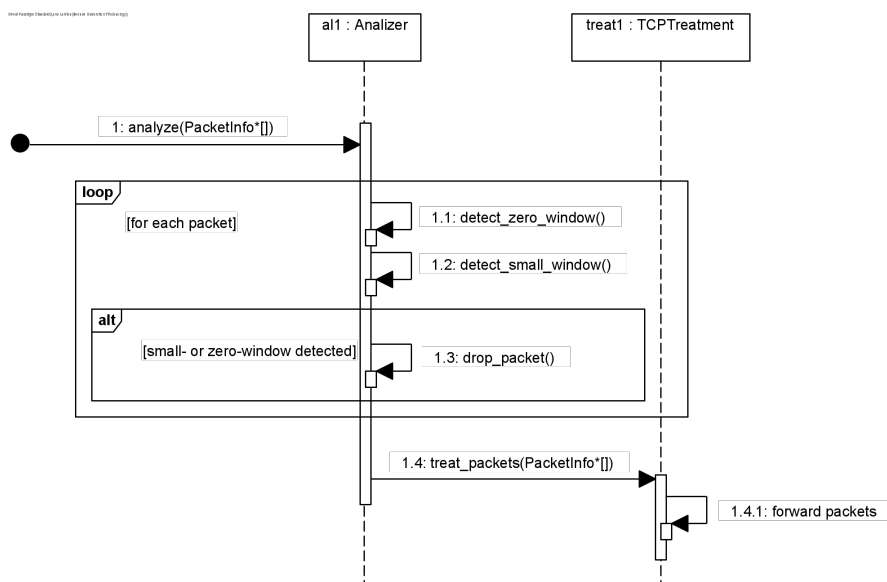 al1 : Analizer
treat1 : TCPTreatment
1: analyze(PacketInfo*[])
loop
[for each packet]
1.1: detect_zero_window()
1.2: detect_small_window()
alt
[small- or zero-window detected]
1.3: drop_packet()
1.4: treat_packets(PacketInfo*[])
1.4.1: forward packets